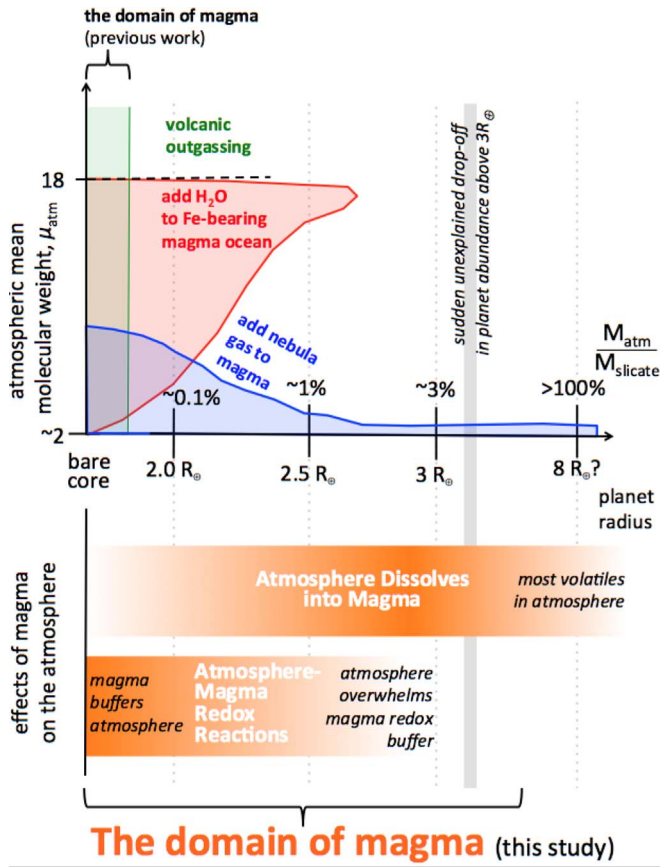 the domain of magma
(previous work)
volcanic
outgassing
18
add H₂O
to Fe-bearing
magma ocean
atmospheric mean
molecular weight, μatm
add nebula
gas to
magma
sudden unexplained drop-off
in planet abundance above 3R⊕
Matm
Mslicate
~0.1%
~1%
~3%
>100%
~2
bare
core
2.0 R⊕
2.5 R⊕
3 R⊕
8 R⊕?
planet
radius
effects of magma
on the atmosphere
Atmosphere Dissolves
into Magma
most volatiles
in atmosphere
magma
buffers
atmosphere
Atmosphere-
Magma
Redox
Reactions
atmosphere
overwhelms
magma redox
buffer
The domain of magma (this study)